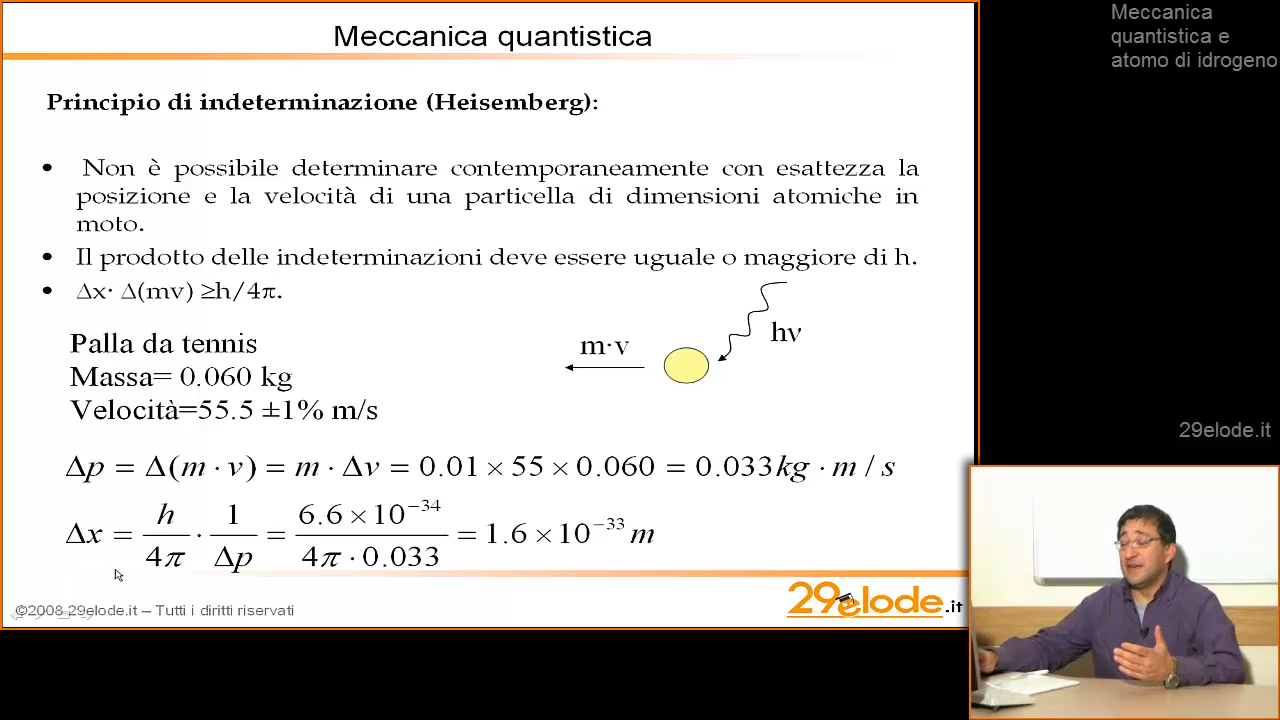 Meccanica quantistica
Meccanica
quantistica e
atomo di idrogeno
Principio di indeterminazione (Heisemberg):
• Non è possibile determinare contemporaneamente con esattezza la
posizione e la velocità di una particella di dimensioni atomiche in
moto.
• Il prodotto delle indeterminazioni deve essere uguale o maggiore di h.
• Δx· Δ(mv) ≥h/4π.
hν
m·v
Palla da tennis
Massa= 0.060 kg
Velocità=55.5 ±1% m/s
29elode.it
Δp = Δ(m · v) = m · Δv = 0.01 × 55 × 0.060 = 0.033 kg · m / s
Δx = h/4π · 1/Δp = 6.6 × 10⁻³⁴/4π · 0.033 = 1.6 × 10⁻³³ m
©2008 29elode.it – Tutti i diritti riservati
29elode.it